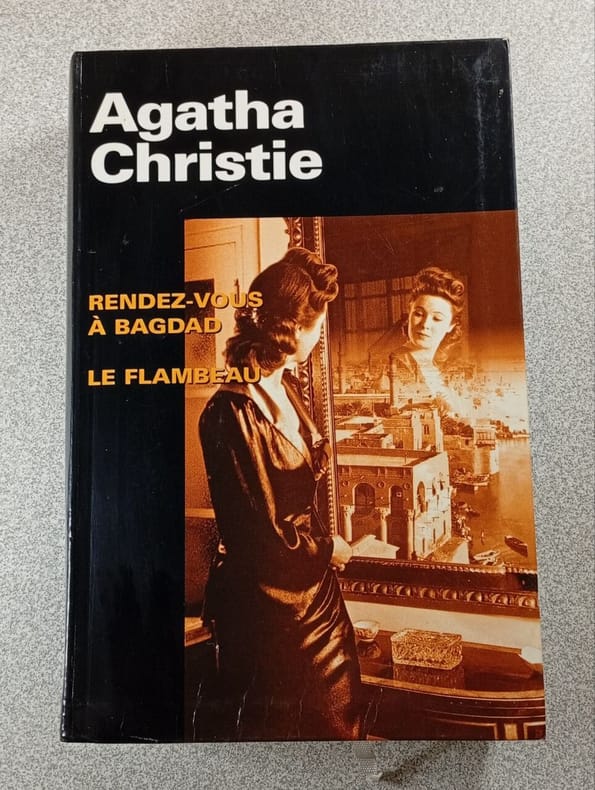 Agatha
Christie
RENDEZ-VOUS
À BAGDAD
LE FLAMBEAU